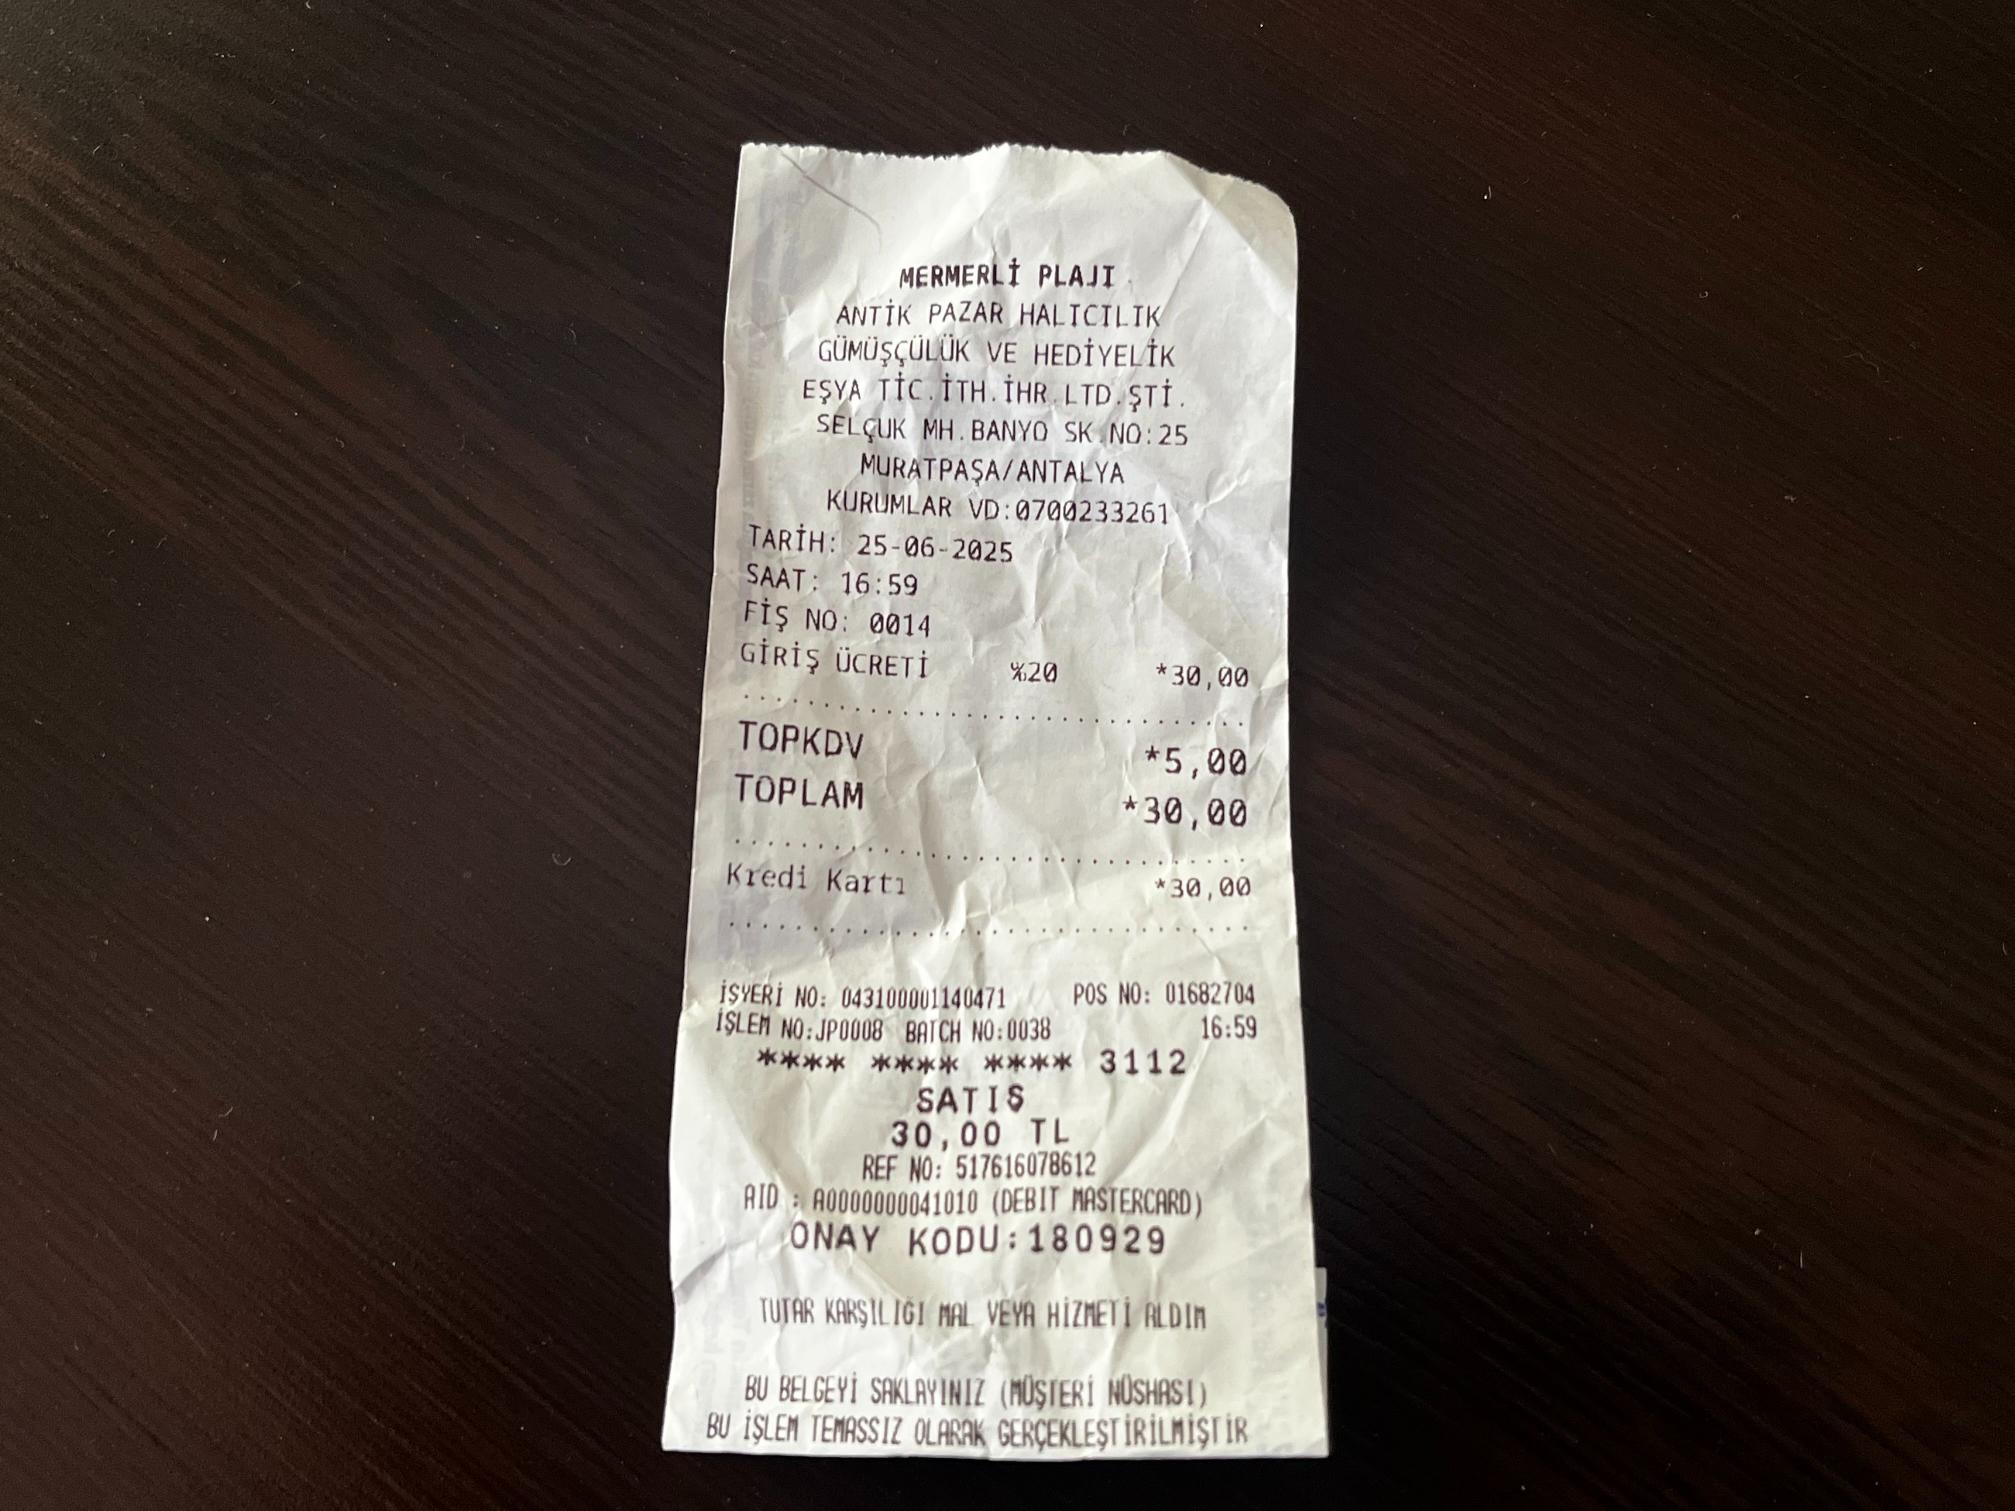 MERMERLİ PLAJI
ANTİK PAZAR HALICILIK
GÜMÜŞÇÜLÜK VE HEDİYELİK
EŞYA TİC.İTH.İHR.LTD.ŞTİ.
SELÇUK MH.BANYO SK.NO:25
MURATPAŞA/ANTALYA
KURUMLAR VD:0700233261
TARİH: 25-06-2025
SAAT: 16:59
FİŞ NO: 0014
GİRİŞ ÜCRETİ %20 *30,00
TOPKDV *5,00
TOPLAM *30,00
Kredi Kartı *30,00
İŞYERİ NO: 043100001140471 POS NO: 01682704
İŞLEM NO:JP0008 BATCH NO:0038 16:59
**** **** **** 3112
SATIŞ
30,00 TL
REF NO: 517616078612
AID : A0000000041010 (DEBIT MASTERCARD)
ONAY KODU:180929
TUTAR KARŞILIĞI MAL VEYA HİZMETİ ALDIM
BU BELGEYİ SAKLAYINIZ (MÜŞTERİ NÜSHASI)
BU İŞLEM TEMASSIZ OLARAK GERÇEKLEŞTİRİLMİŞTİR